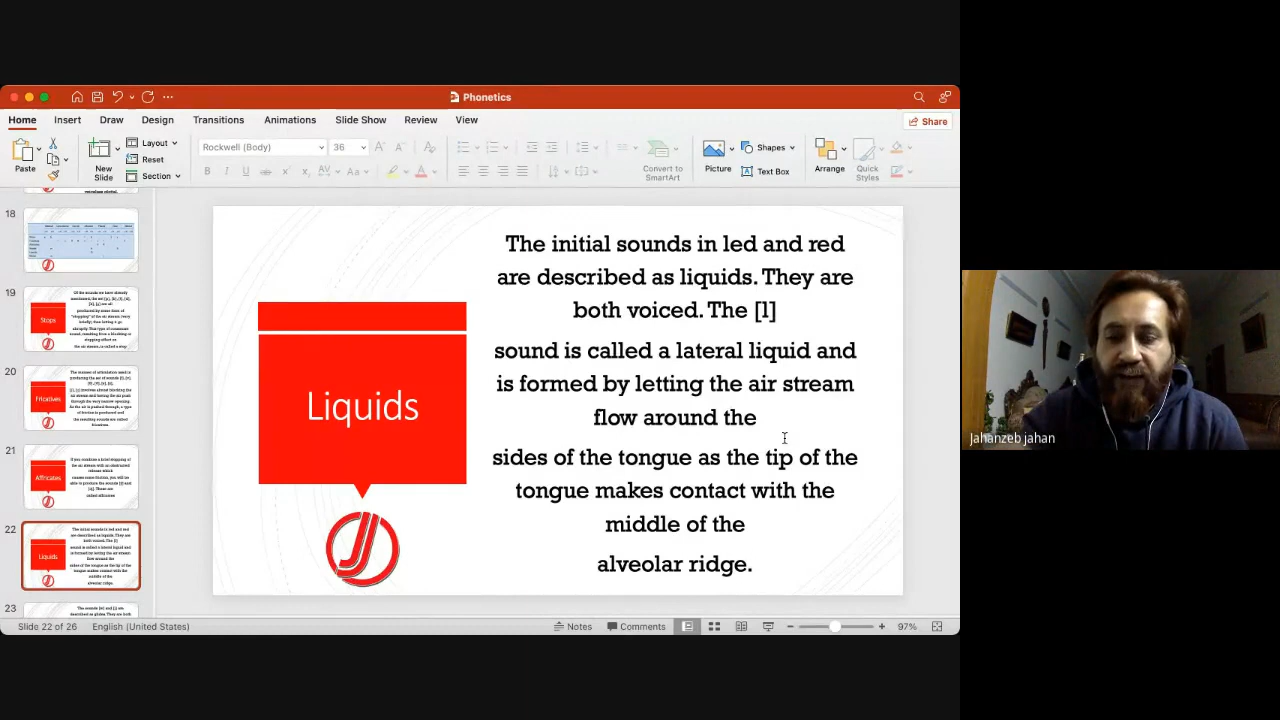 Phonetics
Home Insert Draw Design Transitions Animations Slide Show Review View Share
Paste New Slide Layout Reset Section Rockwell (Body) 36 Convert to SmartArt Picture Shapes Text Box Arrange Quick Styles
18
19
Stops
20
Fricatives
21
Affricates
22
Liquids
23
Liquids
The initial sounds in led and red
are described as liquids. They are
both voiced. The [l]
sound is called a lateral liquid and
is formed by letting the air stream
flow around the
sides of the tongue as the tip of the
tongue makes contact with the
middle of the
alveolar ridge.
Slide 22 of 26 English (United States) Notes Comments 97%
Jahanzeb jahan